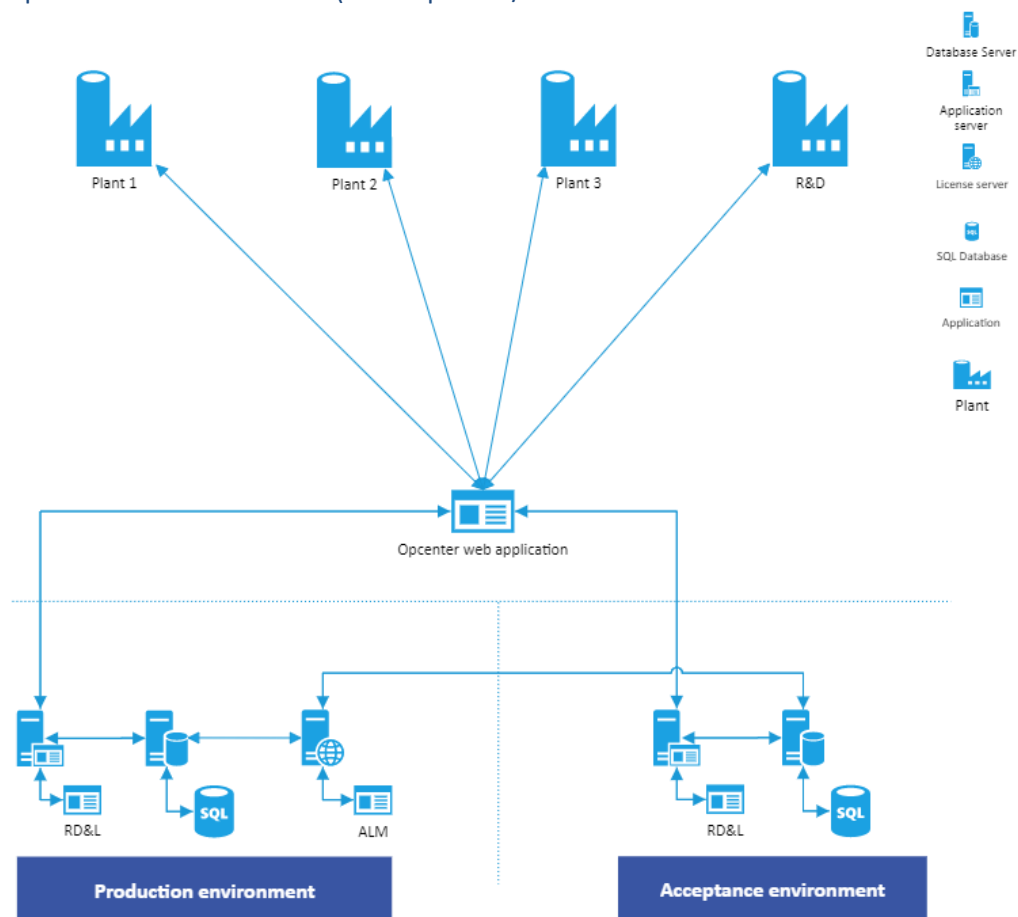 Database Server
Application
server
License server
SQL
SQL Database
Application
Plant
Plant 1
Plant 2
Plant 3
R&D
Opcenter web application
RD&L
SQL
ALM
RD&L
SQL
Production environment
Acceptance environment